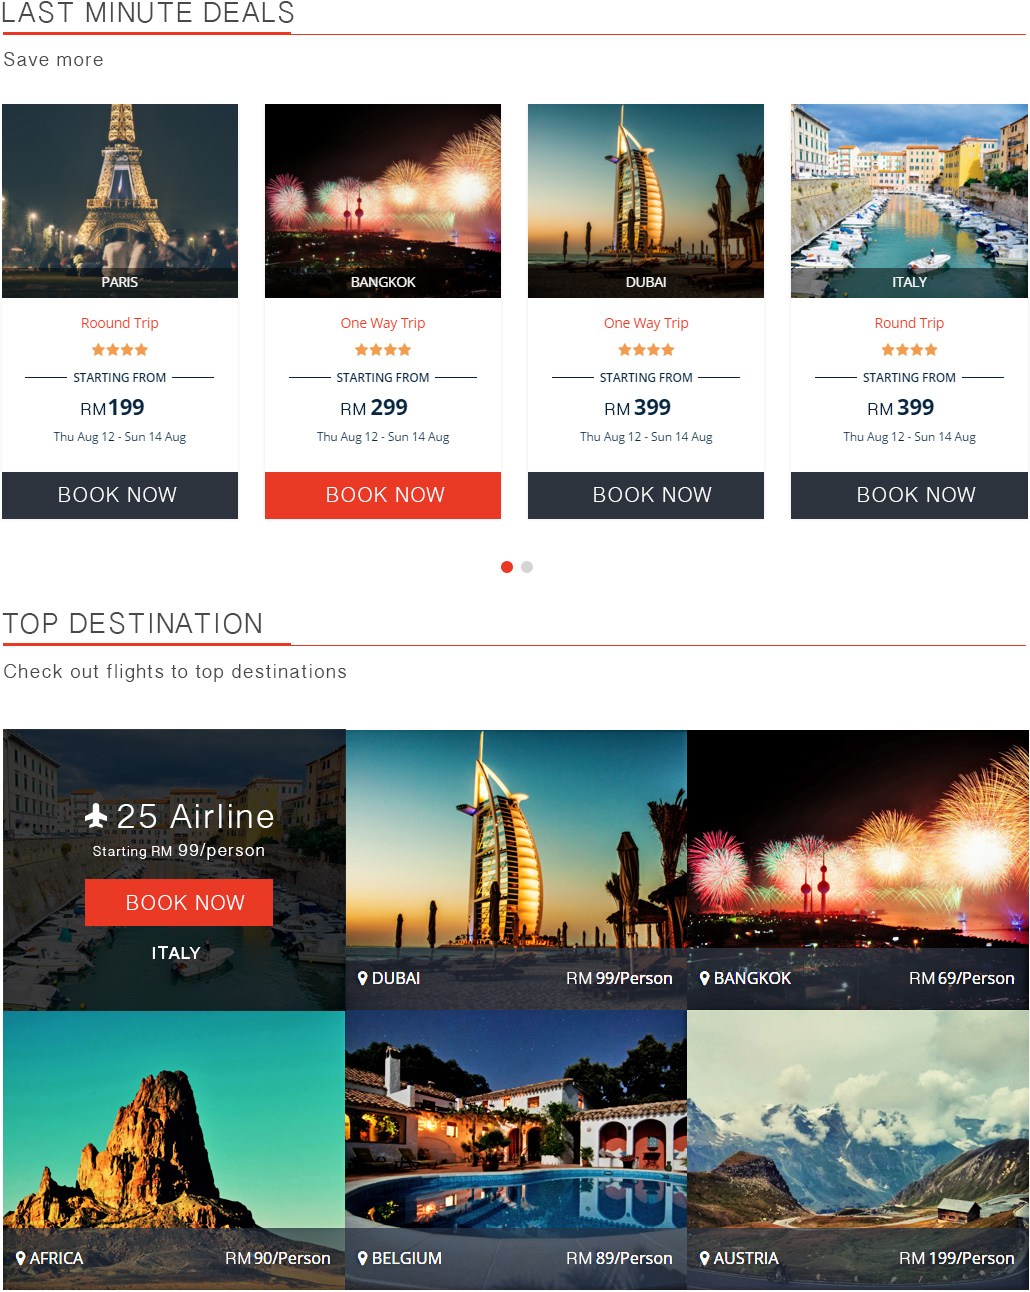 LAST MINUTE DEALS
Save more
PARIS
Roound Trip
STARTING FROM
RM199
Thu Aug 12 - Sun 14 Aug
BOOK NOW
BANGKOK
One Way Trip
STARTING FROM
RM 299
Thu Aug 12 - Sun 14 Aug
BOOK NOW
DUBAI
One Way Trip
STARTING FROM
RM 399
Thu Aug 12 - Sun 14 Aug
BOOK NOW
ITALY
Round Trip
STARTING FROM
RM 399
Thu Aug 12 - Sun 14 Aug
BOOK NOW
TOP DESTINATION
Check out flights to top destinations
25 Airline
Starting RM 99/person
BOOK NOW
ITALY
DUBAI RM 99/Person
BANGKOK RM 69/Person
AFRICA RM 90/Person
BELGIUM RM 89/Person
AUSTRIA RM 199/Person